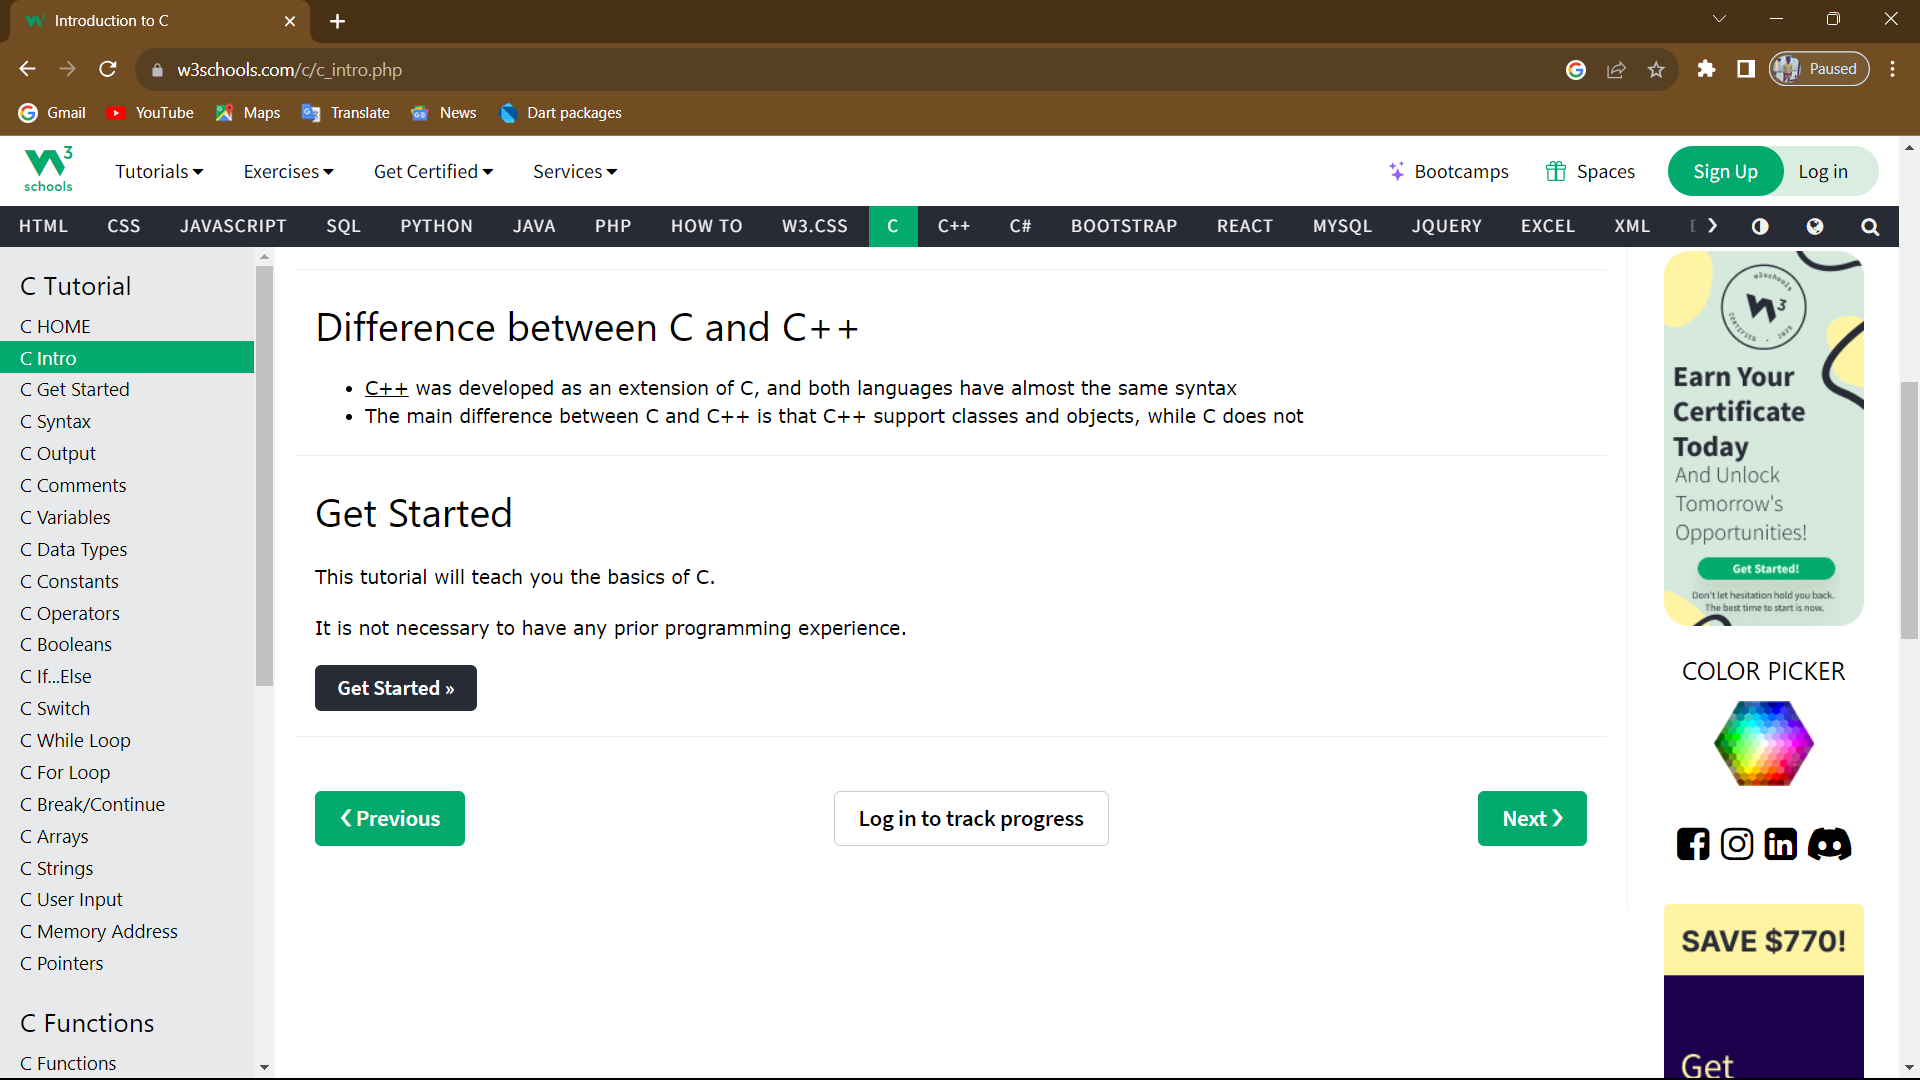 Introduction to C
w3schools.com/c/c_intro.php
Paused
Gmail
YouTube
Maps
Translate
News
Dart packages
3
schools
Tutorials
Exercises
Get Certified
Services
Bootcamps
Spaces
Sign Up
Log in
HTML
CSS
JAVASCRIPT
SQL
PYTHON
JAVA
PHP
HOW TO
W3.CSS
C
C++
C#
BOOTSTRAP
REACT
MYSQL
JQUERY
EXCEL
XML
C Tutorial
C HOME
C Intro
C Get Started
C Syntax
C Output
C Comments
C Variables
C Data Types
C Constants
C Operators
C Booleans
C If...Else
C Switch
C While Loop
C For Loop
C Break/Continue
C Arrays
C Strings
C User Input
C Memory Address
C Pointers
C Functions
C Functions
Difference between C and C++
• C++ was developed as an extension of C, and both languages have almost the same syntax
• The main difference between C and C++ is that C++ support classes and objects, while C does not
Get Started
This tutorial will teach you the basics of C.
It is not necessary to have any prior programming experience.
Get Started »
❮ Previous
Log in to track progress
Next ❯
w3schools
3
CERTIFIED
Earn Your
Certificate
Today
And Unlock
Tomorrow's
Opportunities!
Get Started!
Don't let hesitation hold you back.
The best time to start is now.
COLOR PICKER
SAVE $770!
Get